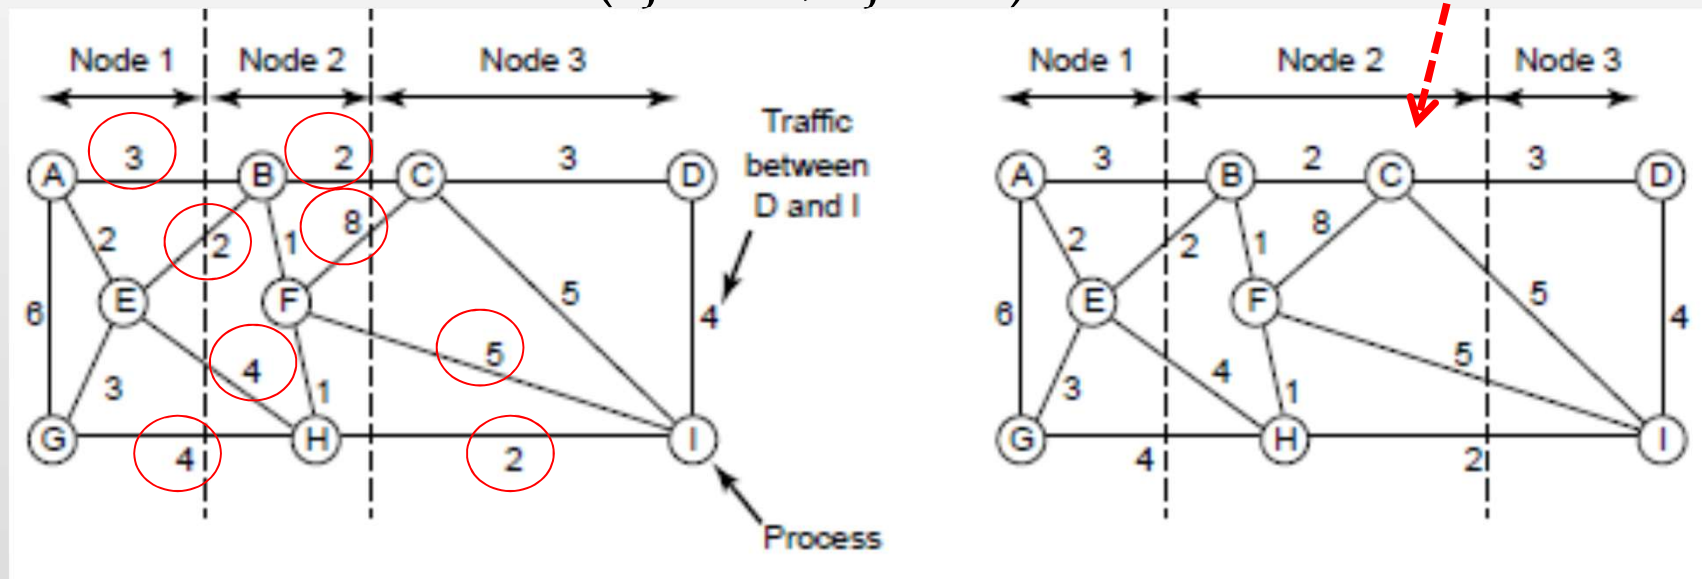 Node 1 Node 2 Node 3
Traffic
between
D and I
A 3 B 2 C 3 D
2 2 1 8
6 E F 5 4
3 4 1 5
G 4 H 2 I
Process
Node 1 Node 2 Node 3
A 3 B 2 C 3 D
2 2 1 8
6 E F 5 4
3 4 1 5
G 4 H 2 I